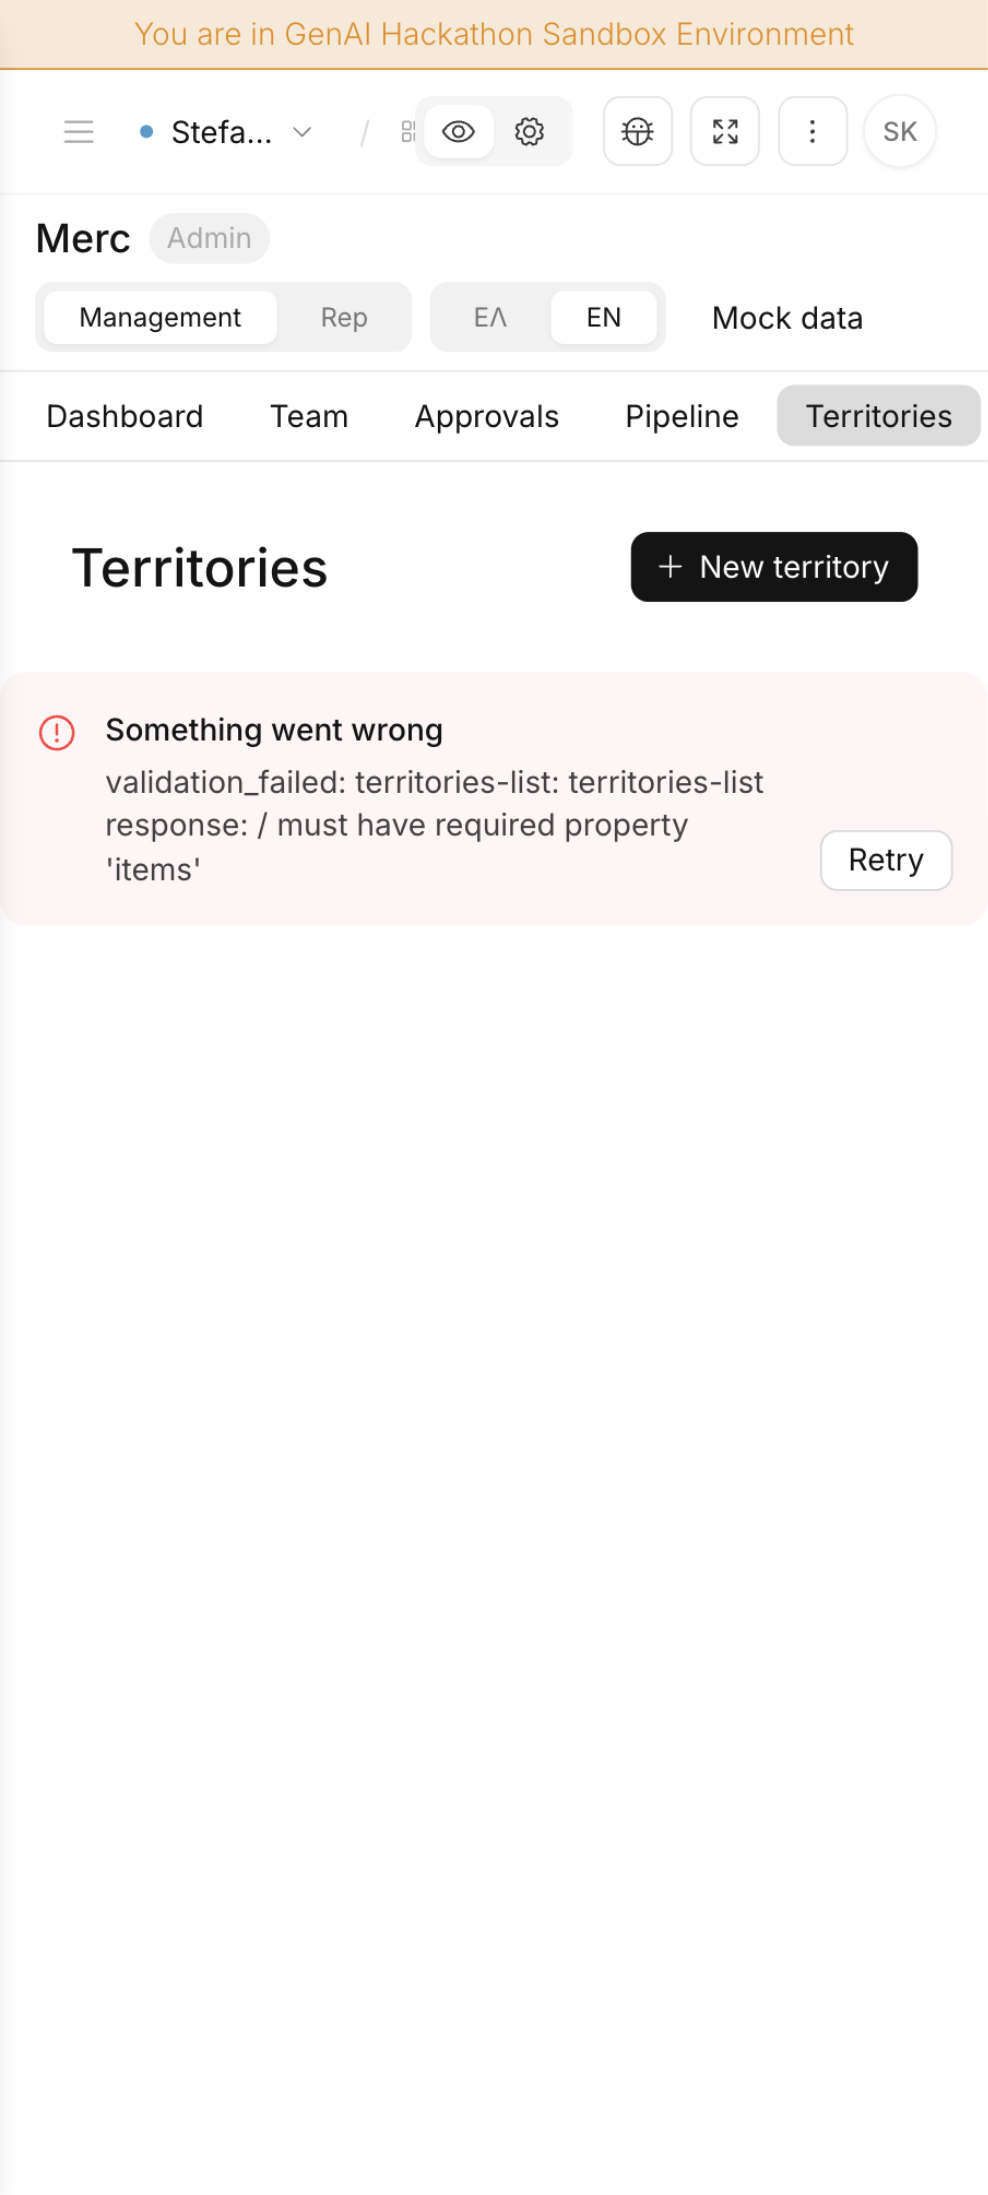 You are in GenAI Hackathon Sandbox Environment
Stefa... /
SK
Merc Admin
Management Rep ΕΛ EN Mock data
Dashboard Team Approvals Pipeline Territories
Territories + New territory
Something went wrong
validation_failed: territories-list: territories-list
response: / must have required property
'items'
Retry